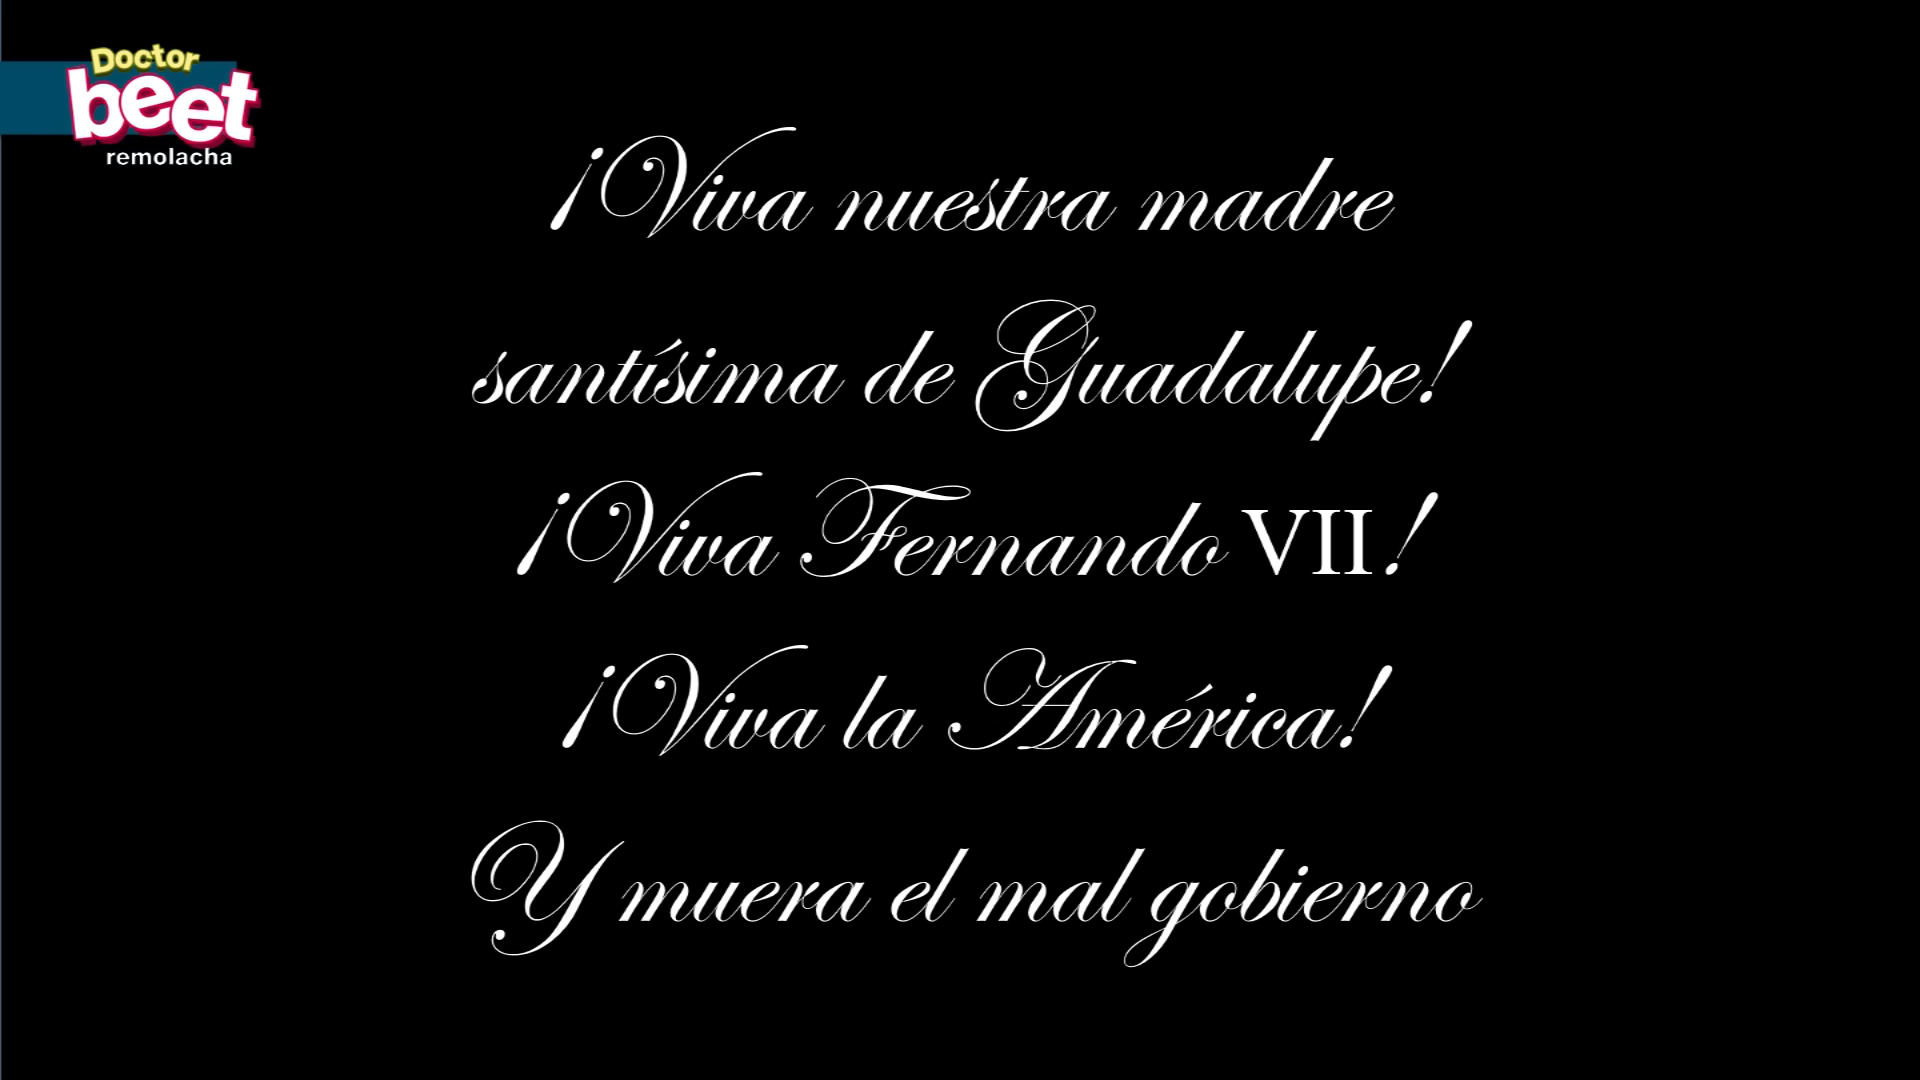 Doctor
beet
remolacha
¡Viva nuestra madre
santísima de Guadalupe!
¡Viva Fernando VII!
¡Viva la América!
Y muera el mal gobierno